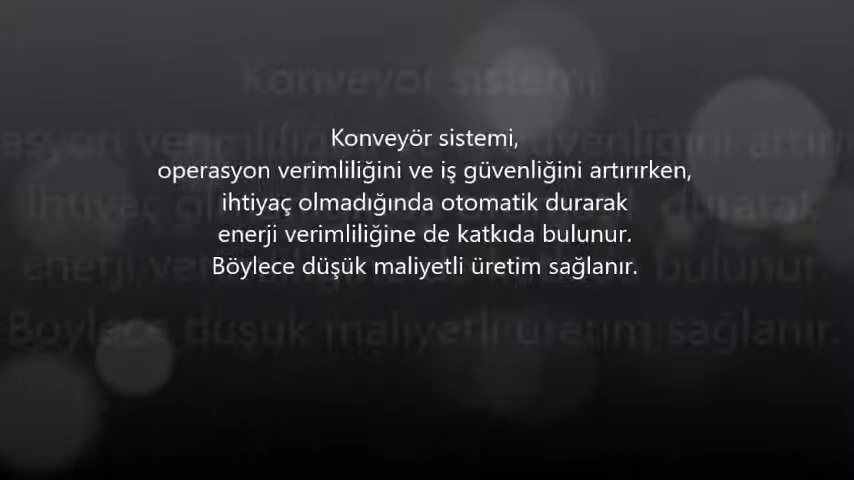 Konveyör sistemi,
operasyon verimliliğini ve iş güvenliğini artırırken,
ihtiyaç olmadığında otomatik durarak
enerji verimliliğine de katkıda bulunur.
Böylece düşük maliyetli üretim sağlanır.